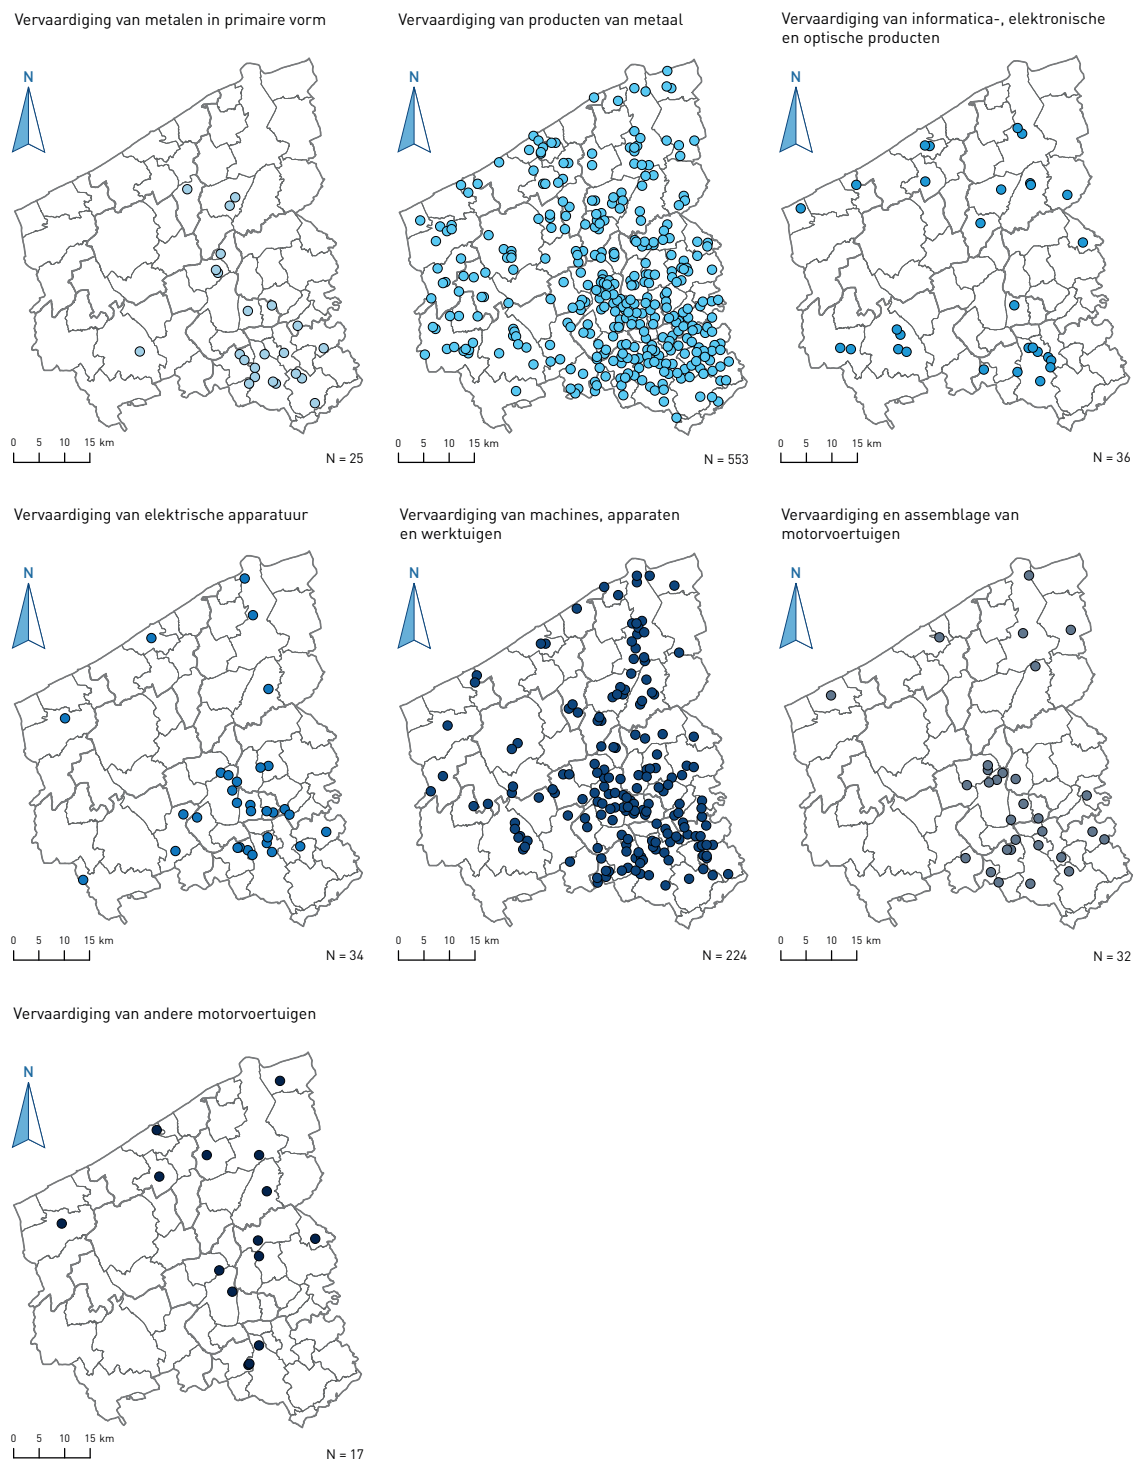 Vervaardiging van metalen in primaire vorm
N
0 5 10 15 km
N = 25
Vervaardiging van producten van metaal
N
0 5 10 15 km
N = 553
Vervaardiging van informatica-, elektronische
en optische producten
N
0 5 10 15 km
N = 36
Vervaardiging van elektrische apparatuur
N
0 5 10 15 km
N = 34
Vervaardiging van machines, apparaten
en werktuigen
N
0 5 10 15 km
N = 224
Vervaardiging en assemblage van
motorvoertuigen
N
0 5 10 15 km
N = 32
Vervaardiging van andere motorvoertuigen
N
0 5 10 15 km
N = 17